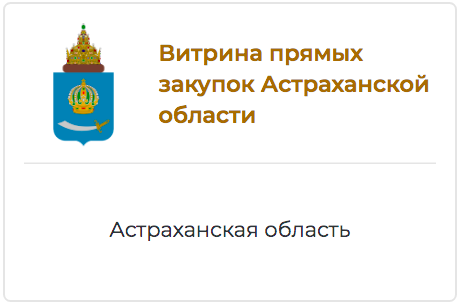 Витрина прямых
закупок Астраханской
области
Астраханская область